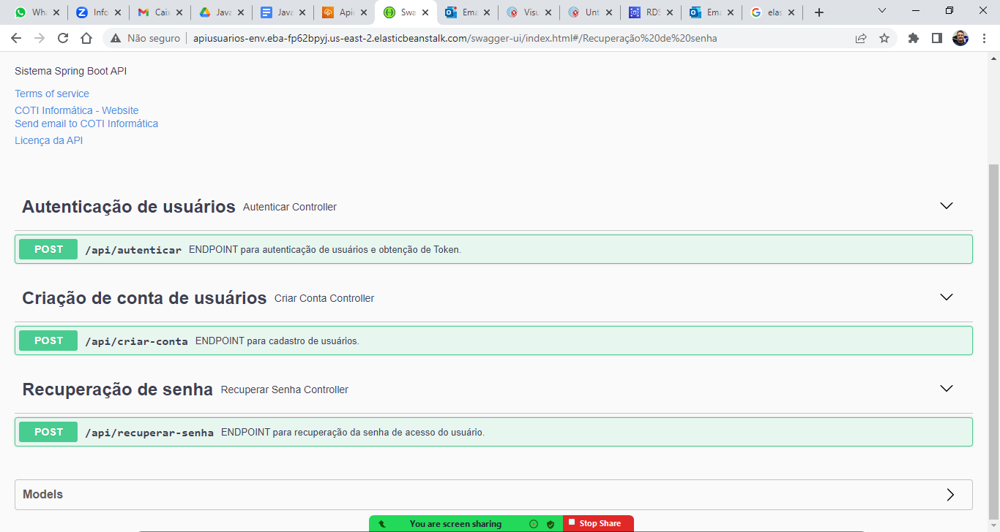 Wha
Info
Caix
Java
Java
Apiu
Swa
Ema
Visu
Unt
RDS
Ema
elas
Não seguro
apiusuarios-env.eba-fp62bpyj.us-east-2.elasticbeanstalk.com/swagger-ui/index.html#/Recuperação%20de%20senha
Sistema Spring Boot API
Terms of service
COTI Informática - Website
Send email to COTI Informática
Licença da API
Autenticação de usuários Autenticar Controller
POST /api/autenticar ENDPOINT para autenticação de usuários e obtenção de Token.
Criação de conta de usuários Criar Conta Controller
POST /api/criar-conta ENDPOINT para cadastro de usuários.
Recuperação de senha Recuperar Senha Controller
POST /api/recuperar-senha ENDPOINT para recuperação da senha de acesso do usuário.
Models
You are screen sharing
Stop Share